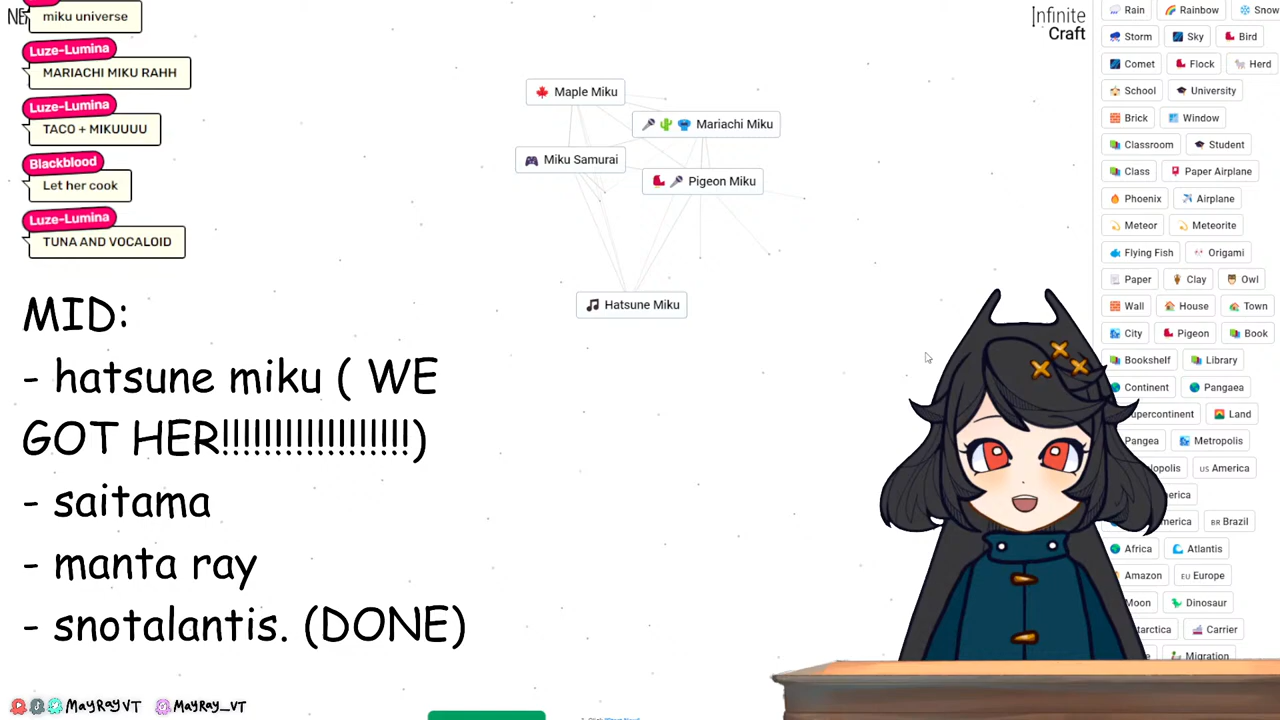 miku universe
Luze-Lumina
MARIACHI MIKU RAHH
Luze-Lumina
TACO + MIKUUUU
Blackblood
Let her cook
Luze-Lumina
TUNA AND VOCALOID
MID:
- hatsune miku ( WE
GOT HER!!!!!!!!!!!!!!!!!!)
- saitama
- manta ray
- snotalantis. (DONE)
MayRayVT MayRay_VT
Maple Miku
Mariachi Miku
Miku Samurai
Pigeon Miku
Hatsune Miku
Infinite
Craft
Rain Rainbow Snow
Storm Sky Bird
Comet Flock Herd
School University
Brick Window
Classroom Student
Class Paper Airplane
Phoenix Airplane
Meteor Meteorite
Flying Fish Origami
Paper Clay Owl
Wall House Town
City Pigeon Book
Bookshelf Library
Continent Pangaea
upercontinent Land
Pangea Metropolis
US America
BR Brazil
Africa Atlantis
Amazon EU Europe
Moon Dinosaur
Carrier
Migration